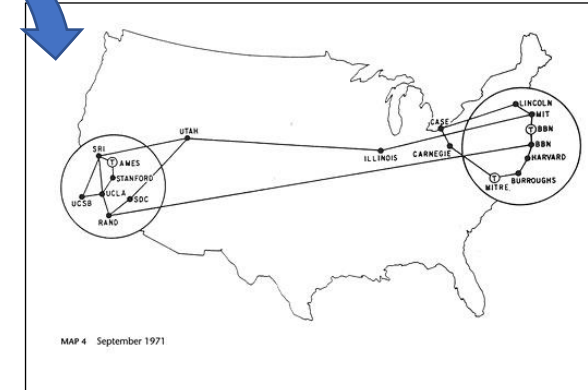 LINCOLN
MIT
CASE
T BBN
UTAH
BBN
SRI
ILLINOIS
CARNEGIE
HARVARD
T AMES
STANFORD
T
BURROUGHS
MITRE
UCLA
UCSB
SDC
RAND
MAP 4 September 1971